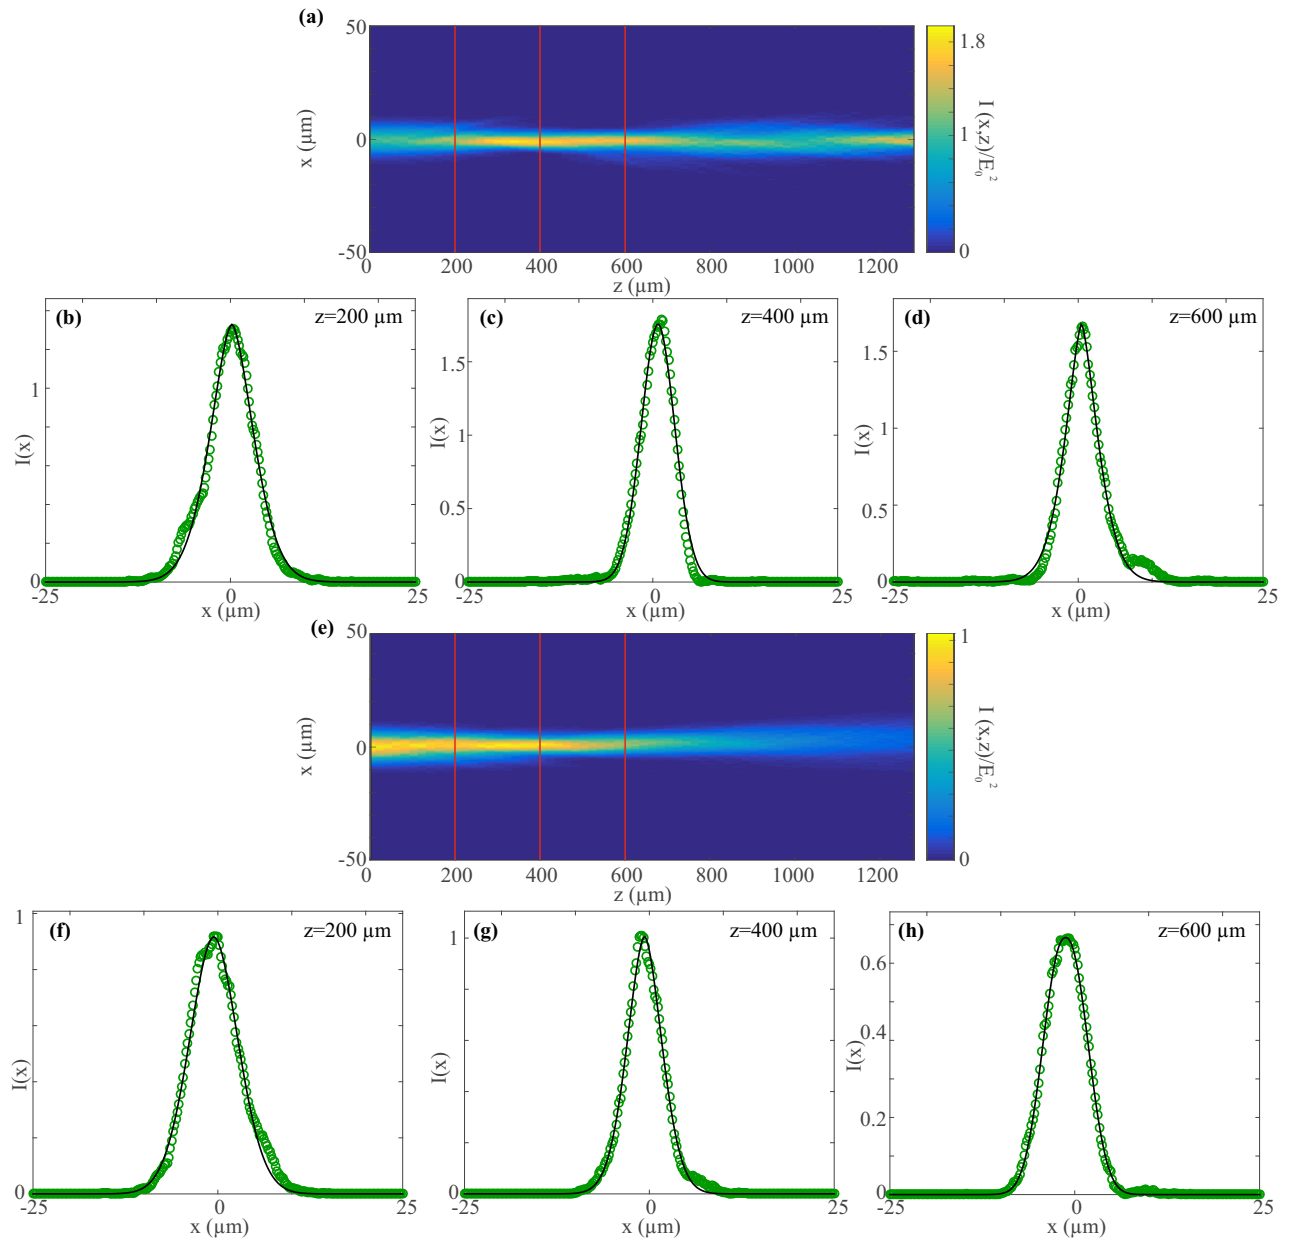 (a)
50
0
-50
x (µm)
0
200
400
600
800
1000
1200
z (µm)
1.8
1
0
I (x,z)/E₀²
(b)
z=200 µm
1
0
I(x)
-25
0
25
x (µm)
(c)
z=400 µm
1.5
1
0.5
0
I(x)
-25
0
25
x (µm)
(d)
z=600 µm
1.5
1
0.5
0
I(x)
-25
0
25
x (µm)
(e)
50
0
-50
x (µm)
0
200
400
600
800
1000
1200
z (µm)
1
0
I (x,z)/E₀²
(f)
z=200 µm
1
0
I(x)
-25
0
25
x (µm)
(g)
z=400 µm
1
0
I(x)
-25
0
25
x (µm)
(h)
z=600 µm
0.6
0.4
0.2
0
I(x)
-25
0
25
x (µm)